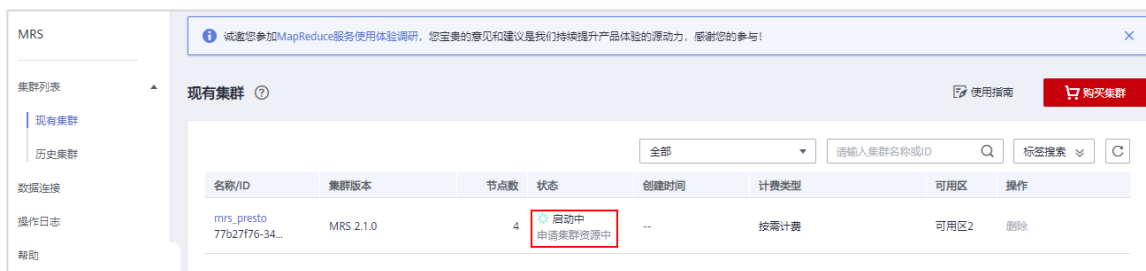 MRS
诚邀您参加MapReduce服务使用体验调研，您宝贵的意见和建议是我们持续提升产品体验的源动力，感谢您的参与！
集群列表
现有集群
历史集群
数据连接
操作日志
帮助
现有集群
使用指南
购买集群
全部
请输入集群名称或ID
标签搜索
名称/ID 集群版本 节点数 状态 创建时间 计费类型 可用区 操作
mrs_presto MRS 2.1.0 4 启动中 -- 按需计费 可用区2 删除
77b27f76-34... 申请集群资源中